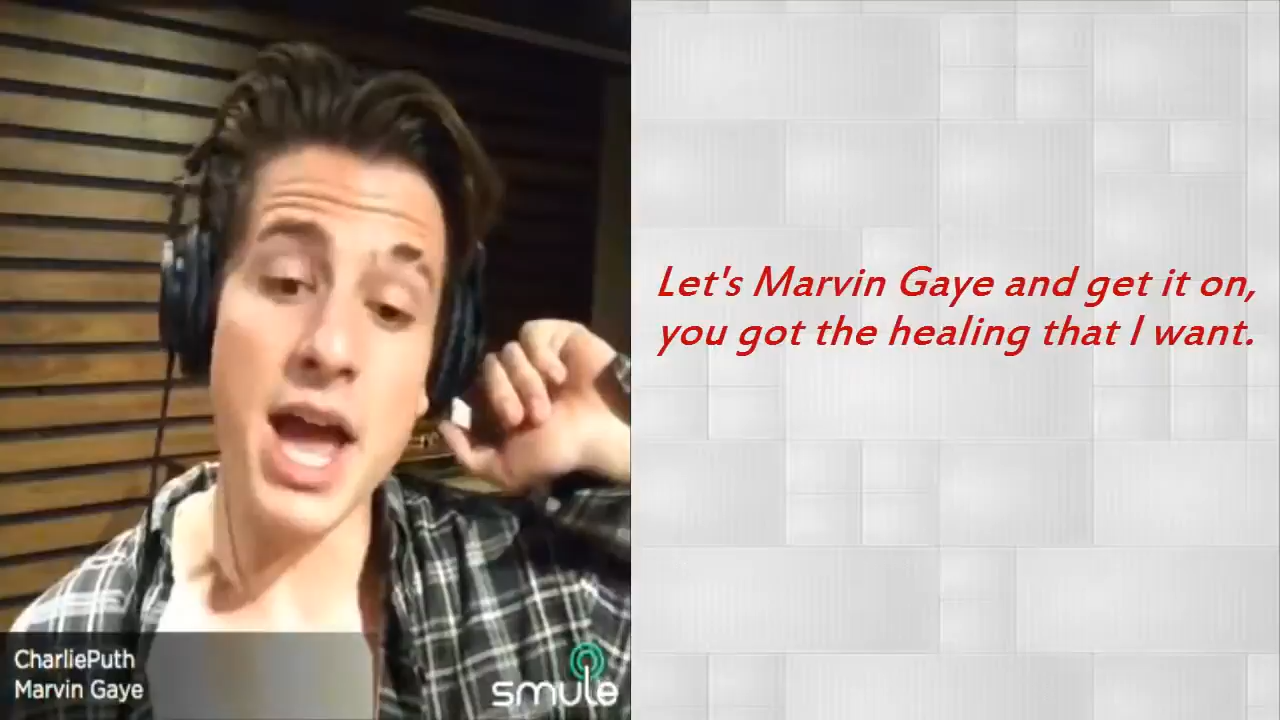 Let's Marvin Gaye and get it on,
you got the healing that I want.
CharliePuth
Marvin Gaye
smule